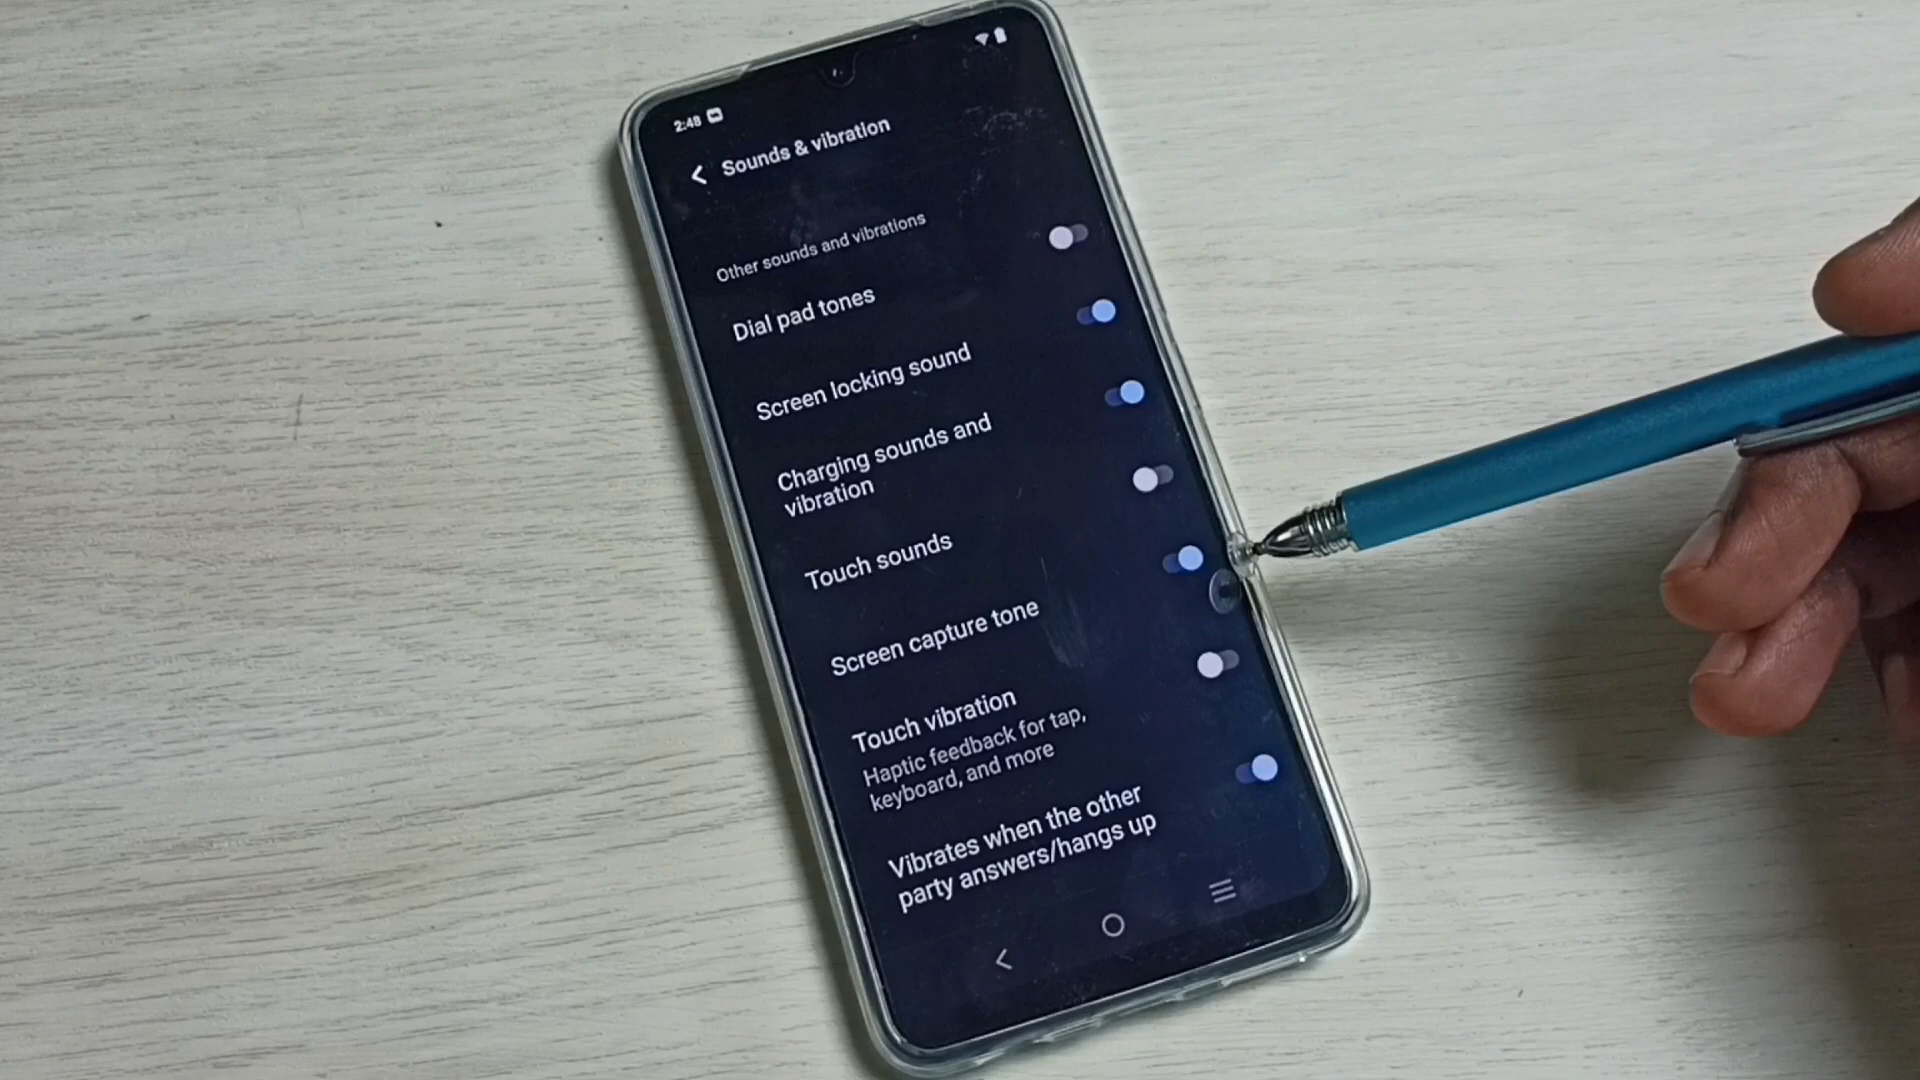 2:48
Sounds & vibration
Other sounds and vibrations
Dial pad tones
Screen locking sound
Charging sounds and
vibration
Touch sounds
Screen capture tone
Touch vibration
Haptic feedback for tap,
keyboard, and more
Vibrates when the other
party answers/hangs up